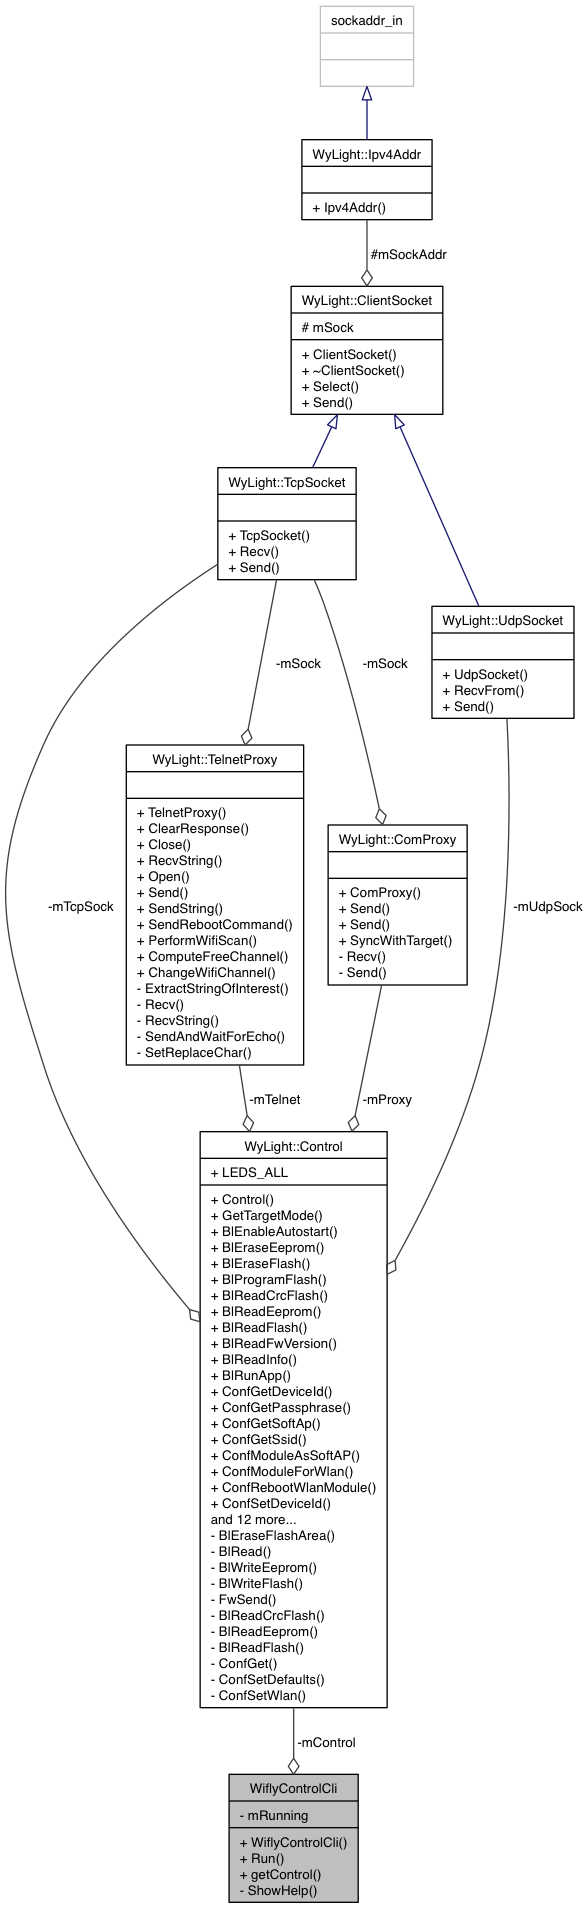 sockaddr_in
WyLight::Ipv4Addr
+ Ipv4Addr()
#mSockAddr
WyLight::ClientSocket
# mSock
+ ClientSocket()
+ ~ClientSocket()
+ Select()
+ Send()
WyLight::TcpSocket
+ TcpSocket()
+ Recv()
+ Send()
WyLight::UdpSocket
+ UdpSocket()
+ RecvFrom()
+ Send()
-mSock
-mSock
WyLight::TelnetProxy
+ TelnetProxy()
+ ClearResponse()
+ Close()
+ RecvString()
+ Open()
+ Send()
+ SendString()
+ SendRebootCommand()
+ PerformWifiScan()
+ ComputeFreeChannel()
+ ChangeWifiChannel()
- ExtractStringOfInterest()
- Recv()
- RecvString()
- SendAndWaitForEcho()
- SetReplaceChar()
WyLight::ComProxy
+ ComProxy()
+ Send()
+ Send()
+ SyncWithTarget()
- Recv()
- Send()
-mTcpSock
-mUdpSock
-mTelnet
-mProxy
WyLight::Control
+ LEDS_ALL
+ Control()
+ GetTargetMode()
+ BlEnableAutostart()
+ BlEraseEeprom()
+ BlEraseFlash()
+ BlProgramFlash()
+ BlReadCrcFlash()
+ BlReadEeprom()
+ BlReadFlash()
+ BlReadFwVersion()
+ BlReadInfo()
+ BlRunApp()
+ ConfGetDeviceId()
+ ConfGetPassphrase()
+ ConfGetSoftAp()
+ ConfGetSsid()
+ ConfModuleAsSoftAP()
+ ConfModuleForWlan()
+ ConfRebootWlanModule()
+ ConfSetDeviceId()
and 12 more...
- BlEraseFlashArea()
- BlRead()
- BlWriteEeprom()
- BlWriteFlash()
- FwSend()
- BlReadCrcFlash()
- BlReadEeprom()
- BlReadFlash()
- ConfGet()
- ConfSetDefaults()
- ConfSetWlan()
-mControl
WiflyControlCli
- mRunning
+ WiflyControlCli()
+ Run()
+ getControl()
- ShowHelp()